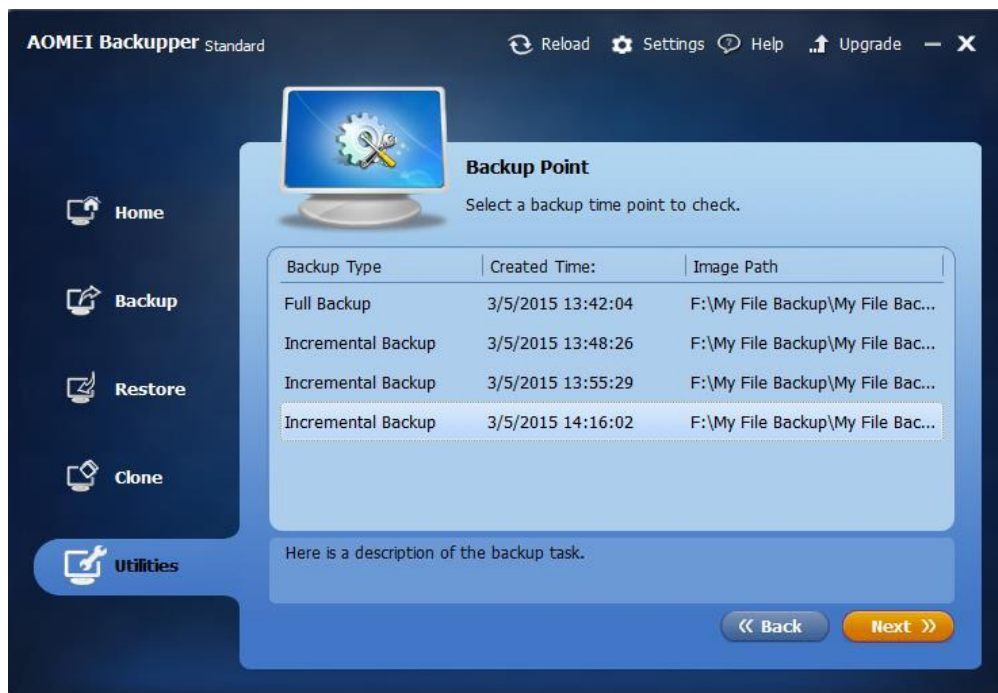 AOMEI Backupper Standard Reload Settings Help Upgrade
Backup Point
Select a backup time point to check.
Home
Backup
Restore
Clone
Utilities
Backup Type Created Time: Image Path
Full Backup 3/5/2015 13:42:04 F:\My File Backup\My File Bac...
Incremental Backup 3/5/2015 13:48:26 F:\My File Backup\My File Bac...
Incremental Backup 3/5/2015 13:55:29 F:\My File Backup\My File Bac...
Incremental Backup 3/5/2015 14:16:02 F:\My File Backup\My File Bac...
Here is a description of the backup task.
Back Next